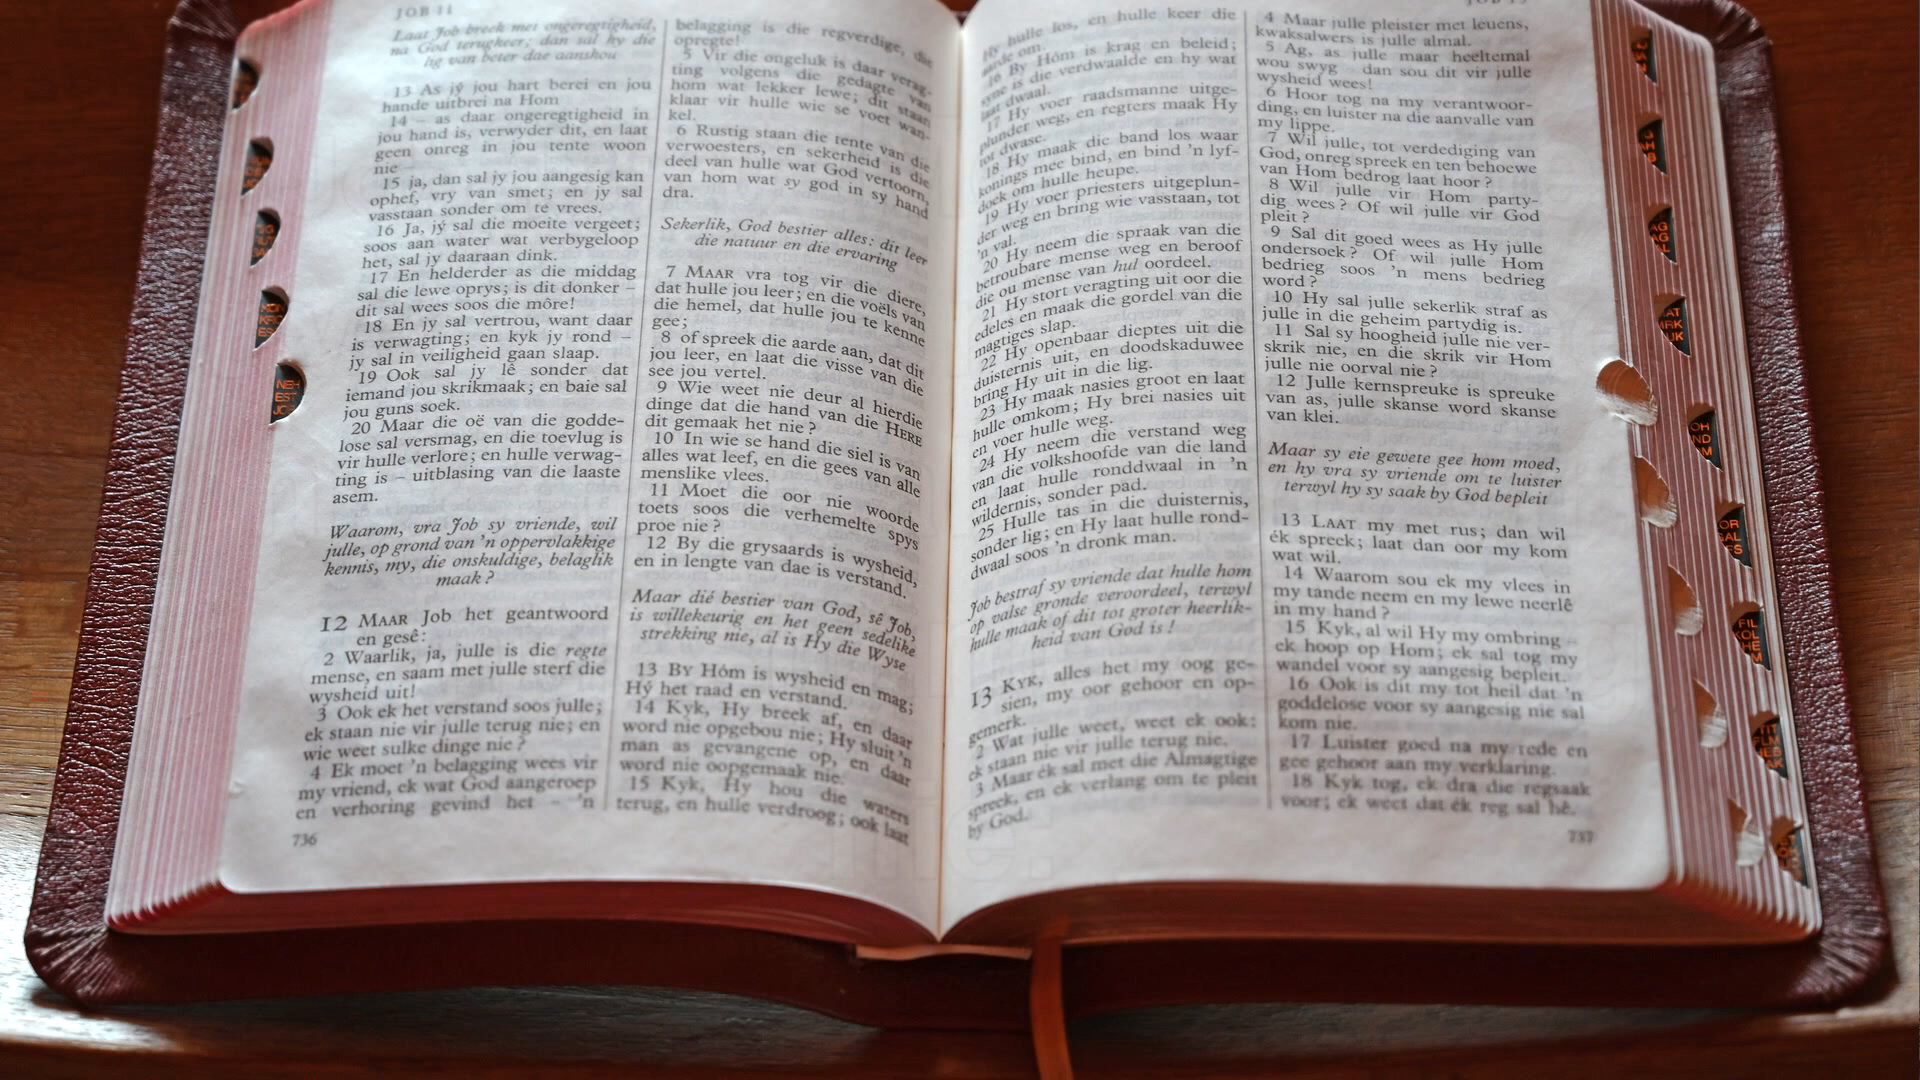 JOB 11
Laat Job breek met ongeregtigheid,
na God terugkeer; dan sal hy die
lig van beter dae aanskou
13 As jý jou hart berei en jou
hande uitbrei na Hom
14 – as daar ongeregtigheid in
jou hand is, verwyder dit, en laat
geen onreg in jou tente woon
nie –
15 ja, dan sal jy jou aangesig kan
ophef, vry van smet; en jy sal
vasstaan sonder om te vrees.
16 Ja, jý sal die moeite vergeet;
soos aan water wat verbygeloop
het, sal jy daaraan dink.
17 En helderder as die middag
sal die lewe oprys; is dit donker –
dit sal wees soos die môre!
18 En jy sal vertrou, want daar
is verwagting; en kyk jy rond –
jy sal in veiligheid gaan slaap.
19 Ook sal jy lê sonder dat
iemand jou skrikmaak; en baie sal
jou guns soek.
20 Maar die oë van die godde-
lose sal versmag, en die toevlug is
vir hulle verlore; en hulle verwag-
ting is – uitblasing van die laaste
asem.
Waarom, vra Job sy vriende, wil
julle, op grond van 'n oppervlakkige
kennis, my, die onskuldige, belaglik
maak?
12 MAAR Job het geantwoord
en gesê:
2 Waarlik, ja, julle is die regte
mense, en saam met julle sterf die
wysheid uit!
3 Ook ek het verstand soos julle;
ek staan nie vir julle terug nie; en
wie weet sulke dinge nie?
4 Ek moet 'n belagging wees vir
my vriend, ek wat God aangeroep
en verhoring gevind het – 'n
736
belagging is die regverdige, die
opregte!
5 Vir die ongeluk is daar verag-
ting volgens die gedagte van
hom wat lekker lewe; dit staan
klaar vir hulle wie se voet wan-
kel.
6 Rustig staan die tente van die
verwoesters, en sekerheid is die
deel van hulle wat God vertoorn,
van hom wat sy god in sy hand
dra.
Sekerlik, God bestier alles: dit leer
die natuur en die ervaring
7 MAAR vra tog vir die diere,
dat hulle jou leer; en die voëls van
die hemel, dat hulle jou te kenne
gee;
8 of spreek die aarde aan, dat dit
jou leer, en laat die visse van die
see jou vertel.
9 Wie weet nie deur al hierdie
dinge dat die hand van die HERE
dit gemaak het nie?
10 In wie se hand die siel is van
alles wat leef, en die gees van alle
menslike vlees.
11 Moet die oor nie woorde
toets soos die verhemelte spys
proe nie?
12 By die grysaards is wysheid,
en in lengte van dae is verstand.
Maar dié bestier van God, sê Job,
is willekeurig en het geen sedelike
strekking nie, al is Hy die Wyse
13 BY Hóm is wysheid en mag;
Hý het raad en verstand.
14 Kyk, Hy breek af, en daar
word nie opgebou nie; Hy sluit 'n
man as gevangene op, en daar
word nie oopgemaak nie.
15 Kyk, Hy hou die waters
terug, en hulle verdroog; ook laat
Hy hulle los, en hulle keer die
aarde om.
16 By Hóm is krag en beleid;
syne is die verdwaalde en hy wat
laat dwaal.
17 Hy voer raadsmanne uitge-
plunder weg, en regters maak Hy
tot dwase.
18 Hy maak die band los waar
konings mee bind, en bind 'n lyf-
doek om hulle heupe.
19 Hy voer priesters uitgeplun-
der weg en bring wie vasstaan, tot
'n val.
20 Hy neem die spraak van die
betroubare mense weg en beroof
die ou mense van hul oordeel.
21 Hy stort veragting uit oor die
edeles en maak die gordel van die
magtiges slap.
22 Hy openbaar dieptes uit die
duisternis uit, en doodskaduwee
bring Hy uit in die lig.
23 Hy maak nasies groot en laat
hulle omkom; Hy brei nasies uit
en voer hulle weg.
24 Hy neem die verstand weg
van die volkshoofde van die land
en laat hulle ronddwaal in 'n
wildernis, sonder pad.
25 Hulle tas in die duisternis,
sonder lig; en Hy laat hulle rond-
dwaal soos 'n dronk man.
Job bestraf sy vriende dat hulle hom
op valse gronde veroordeel, terwyl
hulle maak of dit tot groter heerlik-
heid van God is!
13 KYK, alles het my oog ge-
sien, my oor gehoor en op-
gemerk.
2 Wat julle weet, weet ek ook:
ek staan nie vir julle terug nie.
3 Maar ék sal met die Almagtige
spreek, en ek verlang om te pleit
by God.
4 Maar julle pleister met leuens,
kwaksalwers is julle almal.
5 Ag, as julle maar heeltemal
wou swyg – dan sou dit vir julle
wysheid wees!
6 Hoor tog na my verantwoor-
ding, en luister na die aanvalle van
my lippe.
7 Wil julle, tot verdediging van
God, onreg spreek en ten behoewe
van Hom bedrog laat hoor?
8 Wil julle vir Hom party-
dig wees? Of wil julle vir God
pleit?
9 Sal dit goed wees as Hy julle
ondersoek? Of wil julle Hom
bedrieg soos 'n mens bedrieg
word?
10 Hy sal julle sekerlik straf as
julle in die geheim partydig is.
11 Sal sy hoogheid julle nie ver-
skrik nie, en die skrik vir Hom
julle nie oorval nie?
12 Julle kernspreuke is spreuke
van as, julle skanse word skanse
van klei.
Maar sy eie gewete gee hom moed,
en hy vra sy vriende om te luister
terwyl hy sy saak by God bepleit
13 LAAT my met rus; dan wil
ék spreek; laat dan oor my kom
wat wil.
14 Waarom sou ek my vlees in
my tande neem en my lewe neerlê
in my hand?
15 Kyk, al wil Hy my ombring –
ek hoop op Hom; ek sal tog my
wandel voor sy aangesig bepleit.
16 Ook is dit my tot heil dat 'n
goddelose voor sy aangesig nie sal
kom nie.
17 Luister goed na my rede en
gee gehoor aan my verklaring.
18 Kyk tog, ek dra die regsaak
voor; ek weet dat ék reg sal hê.
737
NEH
EST